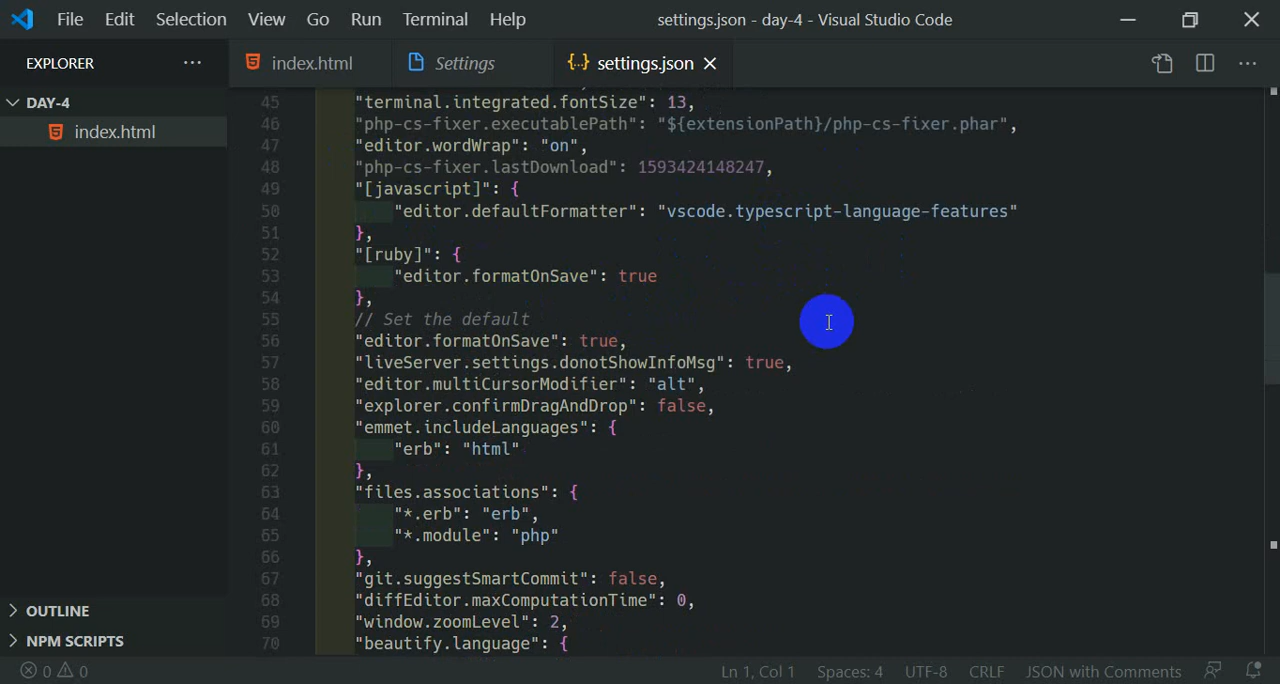 File Edit Selection View Go Run Terminal Help settings.json - day-4 - Visual Studio Code
EXPLORER ... index.html Settings {..} settings.json
DAY-4
index.html
45 "terminal.integrated.fontSize": 13,
46 "php-cs-fixer.executablePath": "${extensionPath}/php-cs-fixer.phar",
47 "editor.wordWrap": "on",
48 "php-cs-fixer.lastDownload": 1593424148247,
49 "[javascript]": {
50 "editor.defaultFormatter": "vscode.typescript-language-features"
51 },
52 "[ruby]": {
53 "editor.formatOnSave": true
54 },
55 // Set the default
56 "editor.formatOnSave": true,
57 "liveServer.settings.donotShowInfoMsg": true,
58 "editor.multiCursorModifier": "alt",
59 "explorer.confirmDragAndDrop": false,
60 "emmet.includeLanguages": {
61 "erb": "html"
62 },
63 "files.associations": {
64 "*.erb": "erb",
65 "*.module": "php"
66 },
67 "git.suggestSmartCommit": false,
68 "diffEditor.maxComputationTime": 0,
69 "window.zoomLevel": 2,
70 "beautify.language": {
OUTLINE
NPM SCRIPTS
0 0 Ln 1, Col 1 Spaces: 4 UTF-8 CRLF JSON with Comments